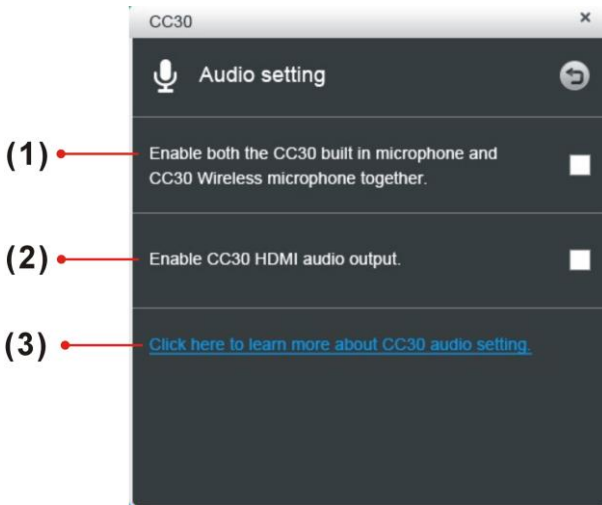 CC30
×
Audio setting
(1)
Enable both the CC30 built in microphone and
CC30 Wireless microphone together.
(2)
Enable CC30 HDMI audio output.
(3)
Click here to learn more about CC30 audio setting.